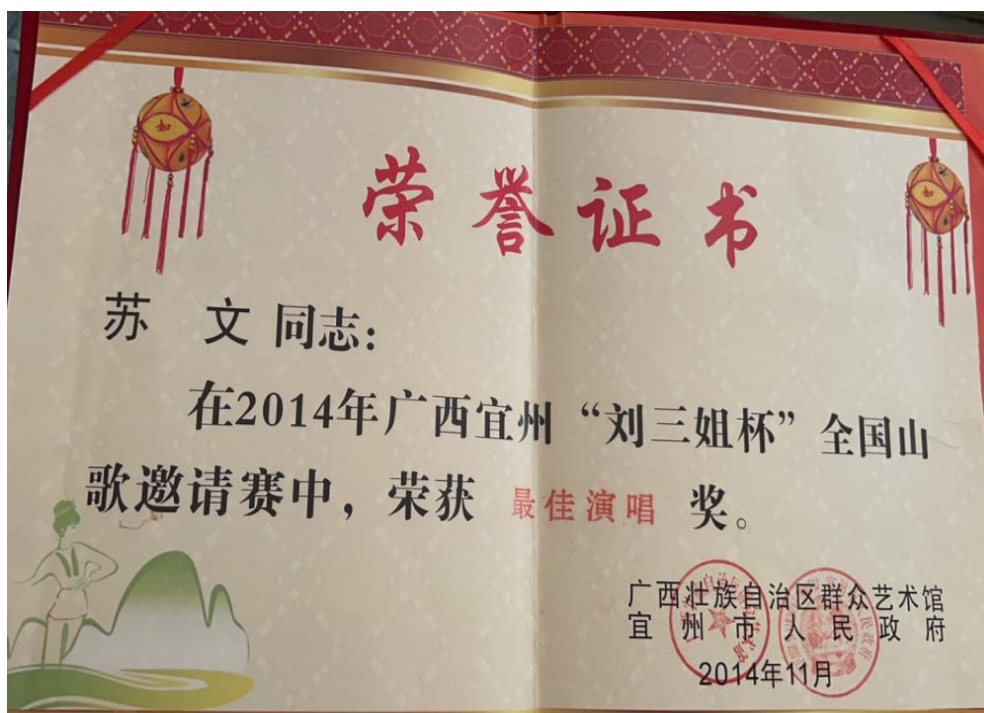 荣誉证书
苏 文 同志：
在2014年广西宜州“刘三姐杯”全国山
歌邀请赛中，荣获 最佳演唱 奖。
广西壮族自治区群众艺术馆
宜州市人民政府
2014年11月